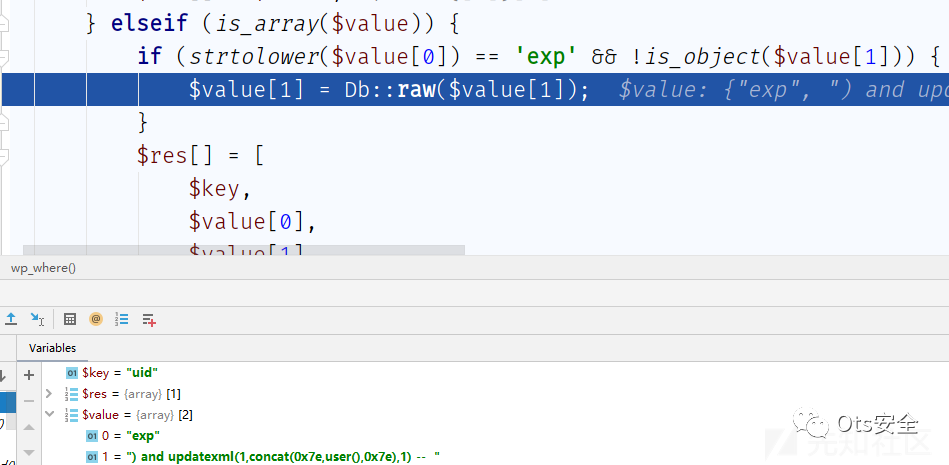 } elseif (is_array($value)) {
if (strtolower($value[0]) == 'exp' && !is_object($value[1])) {
$value[1] = Db::raw($value[1]); $value: {"exp", ") and upd
}
$res[] = [
$key,
$value[0],
$value[1]
wp_where()
Variables
$key = "uid"
$res = {array} [1]
$value = {array} [2]
0 = "exp"
1 = ") and updatexml(1,concat(0x7e,user(),0x7e),1) -- "
Ots安全
先知社区